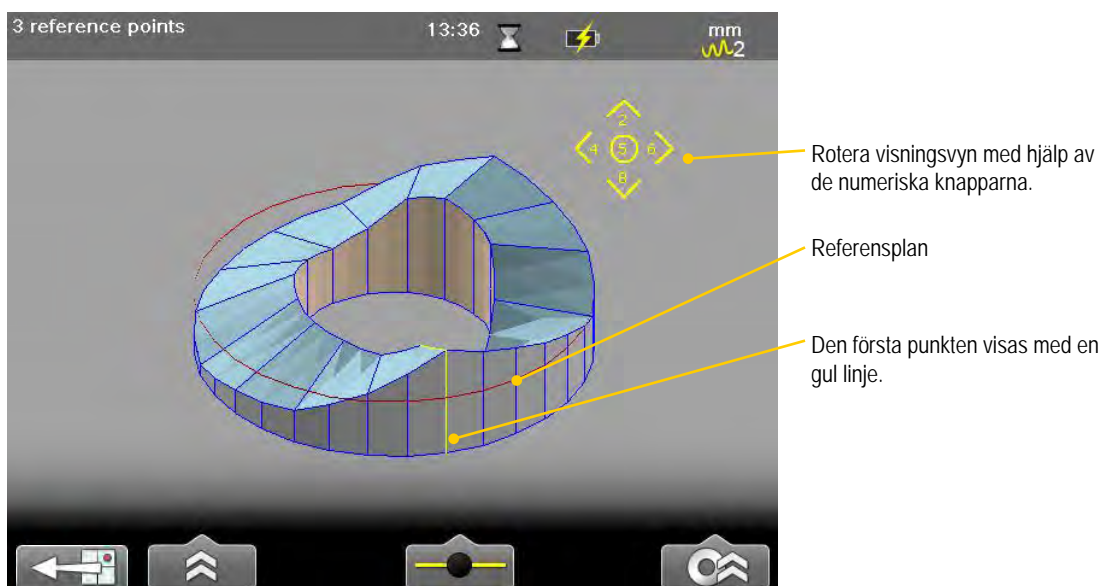 3 reference points
13:36
mm
2
2
4 5 6
8
Rotera visningsvyn med hjälp av
de numeriska knapparna.
Referensplan
Den första punkten visas med en
gul linje.